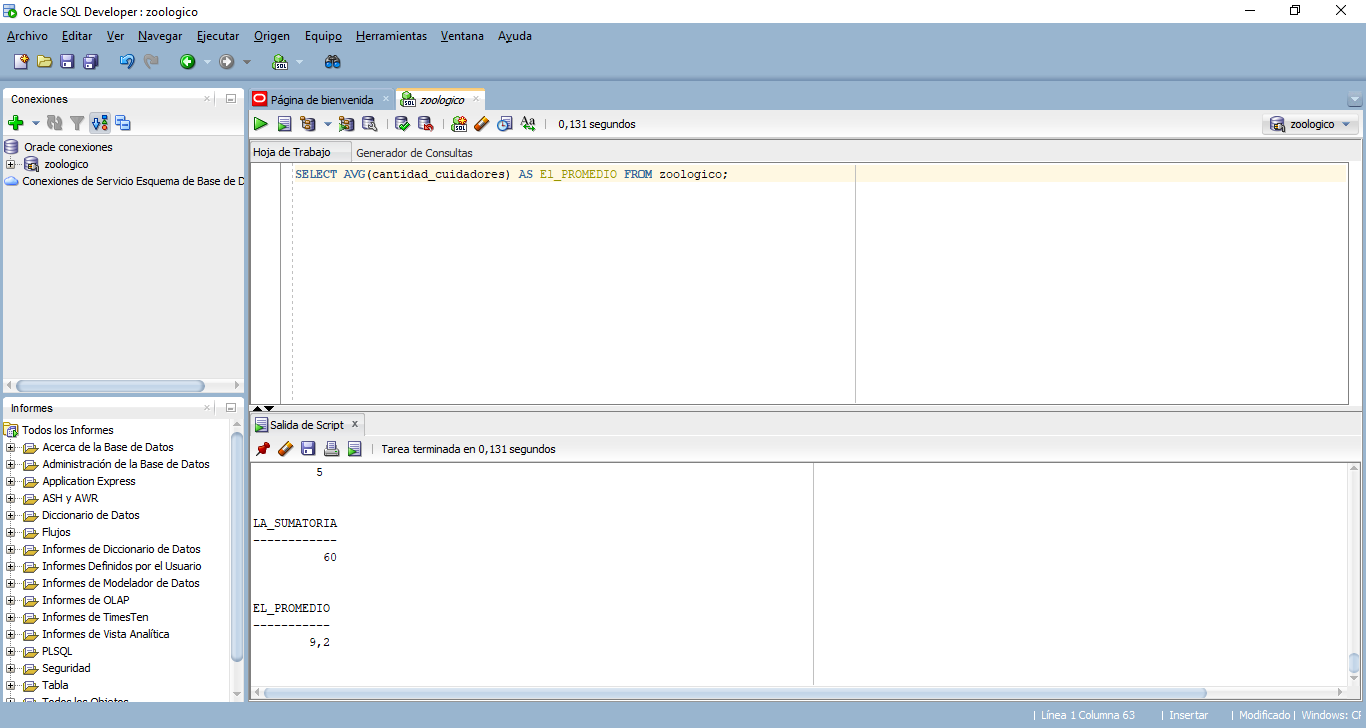 Oracle SQL Developer : zoologico
Archivo Editar Ver Navegar Ejecutar Origen Equipo Herramientas Ventana Ayuda
Conexiones
Oracle conexiones
zoologico
Conexiones de Servicio Esquema de Base de D
Informes
Todos los Informes
Acerca de la Base de Datos
Administración de la Base de Datos
Application Express
ASH y AWR
Diccionario de Datos
Flujos
Informes de Diccionario de Datos
Informes Definidos por el Usuario
Informes de Modelador de Datos
Informes de OLAP
Informes de TimesTen
Informes de Vista Analítica
PLSQL
Seguridad
Tabla
Todos los Objetos
Página de bienvenida
zoologico
0,131 segundos
zoologico
Hoja de Trabajo
Generador de Consultas
SELECT AVG(cantidad_cuidadores) AS El_PROMEDIO FROM zoologico;
Salida de Script
Tarea terminada en 0,131 segundos
5
LA_SUMATORIA
------------
60
EL_PROMEDIO
-----------
9,2
| Línea 1 Columna 63 | Insertar | Modificado | Windows: CR